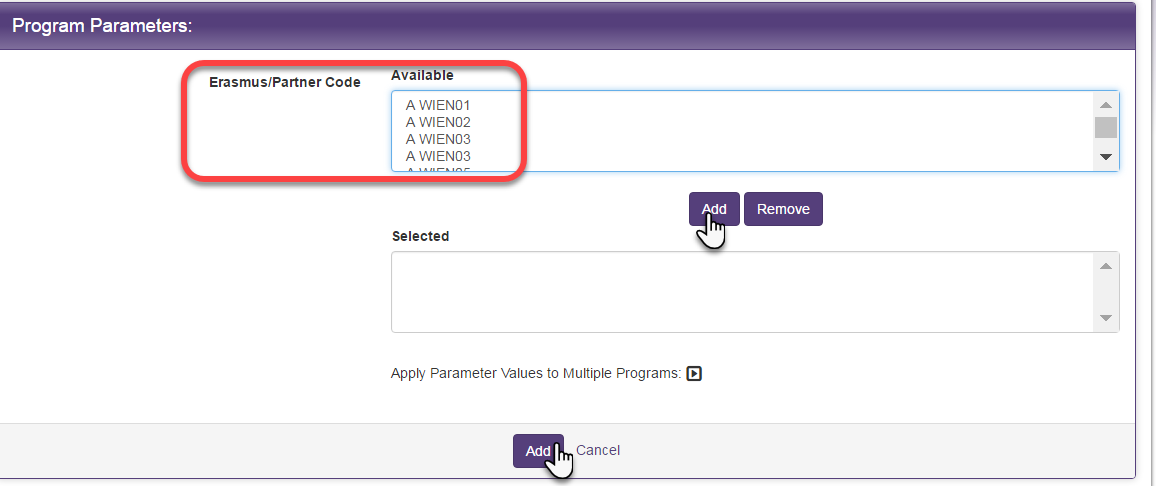 Program Parameters:
Erasmus/Partner Code
Available
A WIEN01
A WIEN02
A WIEN03
A WIEN03
A WIEN05
Add Remove
Selected
Apply Parameter Values to Multiple Programs:
Add Cancel